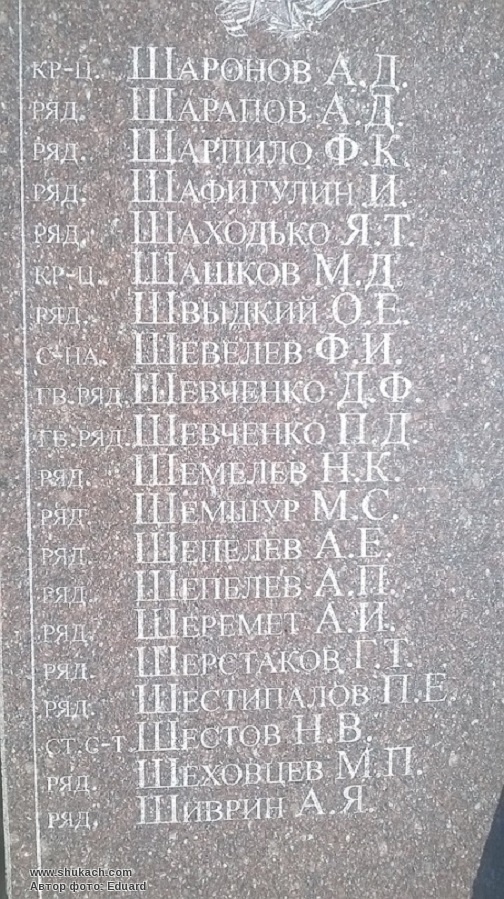 КР-Ц. ШАРОНОВ А.Д.
РЯД. ШАРАПОВ А.Д.
РЯД. ШАРПИЛО Ф.К.
РЯД. ШАФИГУЛИН И.
РЯД. ШАХОДЬКО Я.Т.
КР-Ц. ШАШКОВ М.Д.
РЯД. ШВЫДКИЙ О.Е.
С-НА. ШЕВЕЛЕВ Ф.И.
ГВ.РЯД. ШЕВЧЕНКО Д.Ф.
ГВ.РЯД. ШЕВЧЕНКО П.Д.
РЯД. ШЕМЕЛЕВ Н.К.
РЯД. ШЕМШУР М.С.
РЯД. ШЕПЕЛЕВ А.Е.
РЯД. ШЕПЕЛЕВ А.П.
РЯД. ШЕРЕМЕТ А.И.
РЯД. ШЕРСТАКОВ Г.Т.
РЯД. ШЕСТИПАЛОВ П.Е.
СТ.С-Т. ШЕСТОВ Н.В.
РЯД. ШЕХОВЦЕВ М.П.
РЯД. ШИВРИН А.Я.
www.shukach.com
Автор фото: Eduard